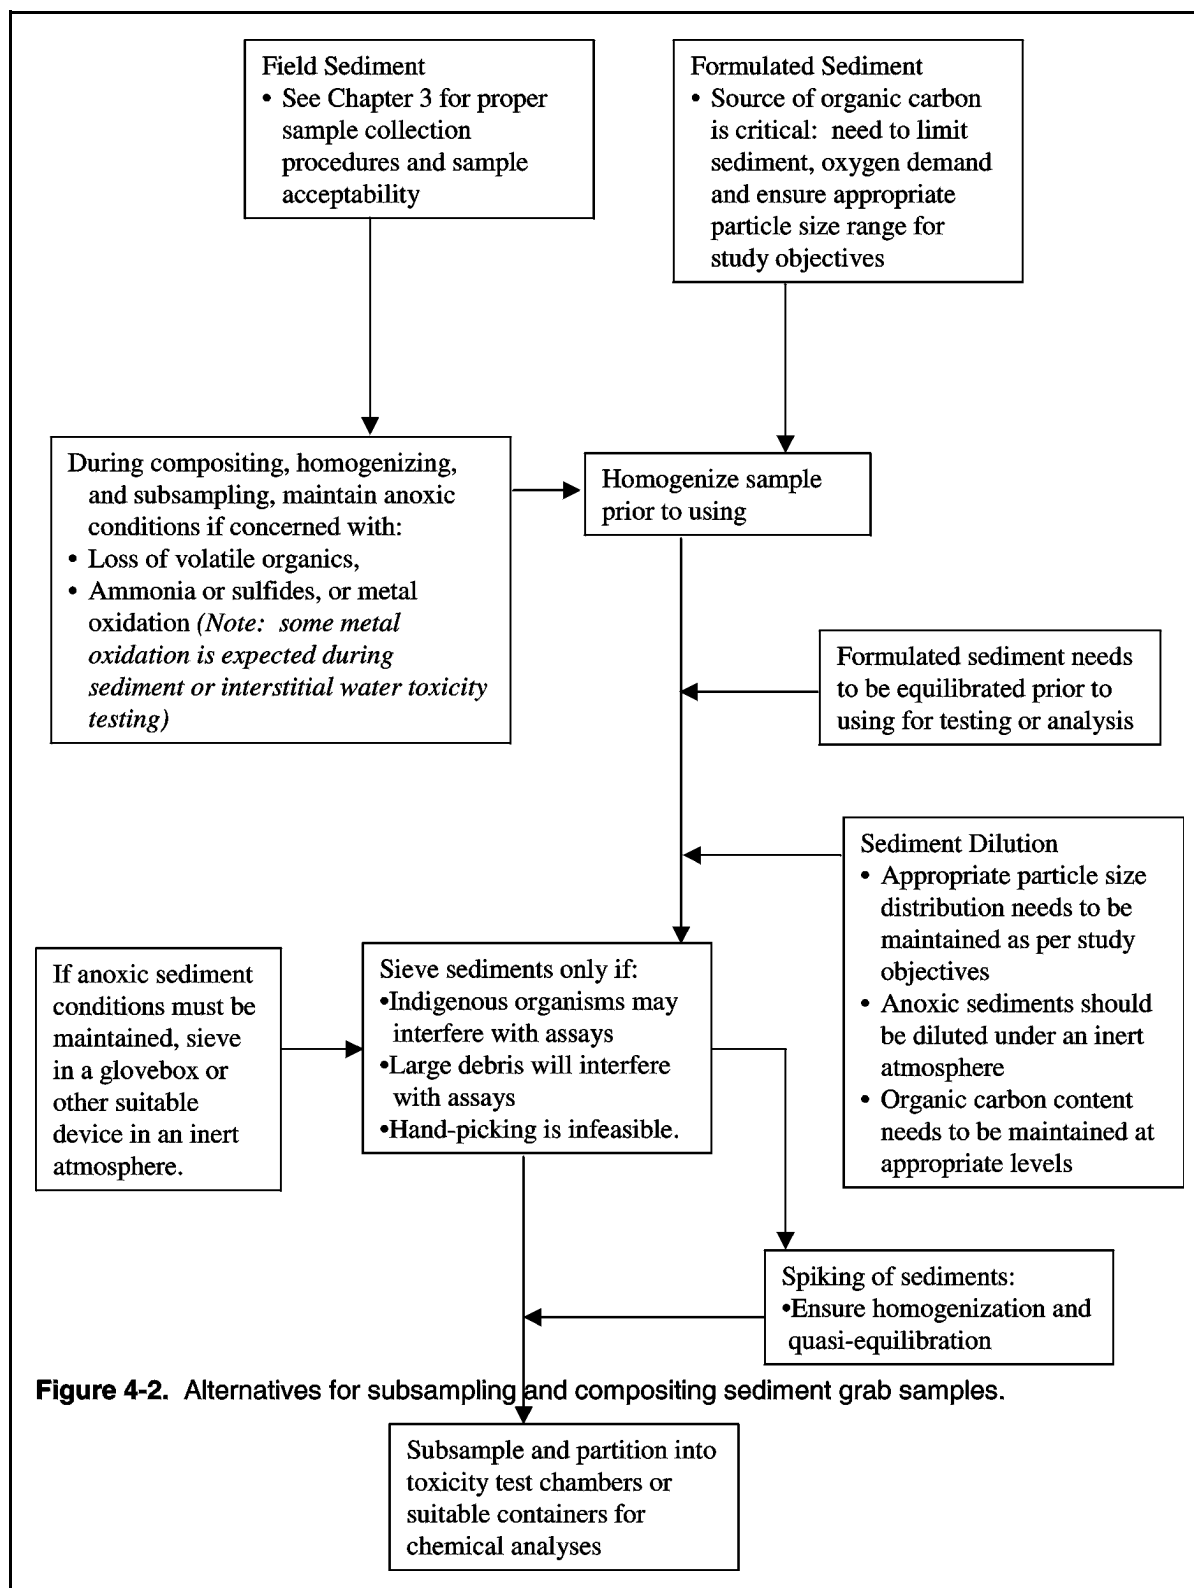 Field Sediment
• See Chapter 3 for proper
sample collection
procedures and sample
acceptability
Formulated Sediment
• Source of organic carbon
is critical: need to limit
sediment, oxygen demand
and ensure appropriate
particle size range for
study objectives
During compositing, homogenizing,
and subsampling, maintain anoxic
conditions if concerned with:
• Loss of volatile organics,
• Ammonia or sulfides, or metal
oxidation (Note: some metal
oxidation is expected during
sediment or interstitial water toxicity
testing)
Homogenize sample
prior to using
Formulated sediment needs
to be equilibrated prior to
using for testing or analysis
Sediment Dilution
• Appropriate particle size
distribution needs to be
maintained as per study
objectives
• Anoxic sediments should
be diluted under an inert
atmosphere
• Organic carbon content
needs to be maintained at
appropriate levels
If anoxic sediment
conditions must be
maintained, sieve
in a glovebox or
other suitable
device in an inert
atmosphere.
Sieve sediments only if:
•Indigenous organisms may
interfere with assays
•Large debris will interfere
with assays
•Hand-picking is infeasible.
Spiking of sediments:
•Ensure homogenization and
quasi-equilibration
Figure 4-2. Alternatives for subsampling and compositing sediment grab samples.
Subsample and partition into
toxicity test chambers or
suitable containers for
chemical analyses